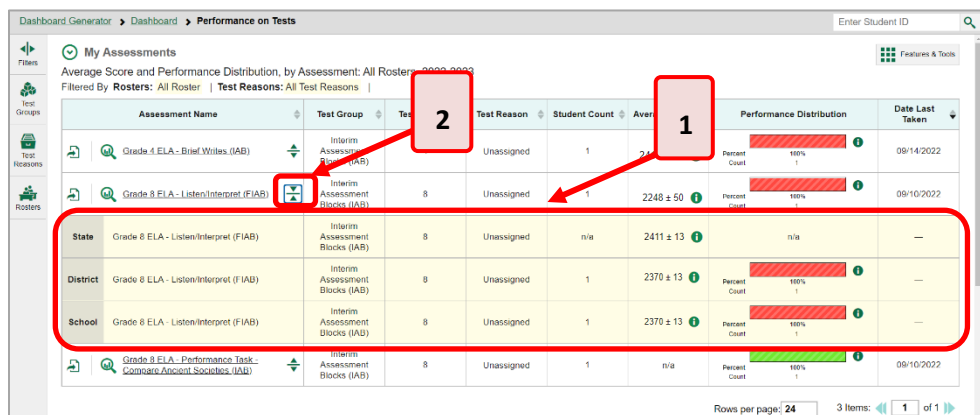 Dashboard Generator > Dashboard > Performance on Tests
Enter Student ID
Filters
Test Groups
Test Reasons
Rosters
My Assessments
Features & Tools
Average Score and Performance Distribution, by Assessment: All Rosters,
Filtered By Rosters: All Roster | Test Reasons: All Test Reasons |
2
1
Assessment Name Test Group Test Reason Student Count Performance Distribution Date Last Taken
Grade 4 ELA - Brief Writes (IAB) Interim Assessment Blocks (IAB) Unassigned 1 Percent 100% Count 1 09/14/2022
Grade 8 ELA - Listen/Interpret (FIAB) Interim Assessment Blocks (IAB) 8 Unassigned 1 2248 ± 50 Percent 100% Count 1 09/10/2022
State Grade 8 ELA - Listen/Interpret (FIAB) Interim Assessment Blocks (IAB) 8 Unassigned n/a 2411 ± 13 n/a —
District Grade 8 ELA - Listen/Interpret (FIAB) Interim Assessment Blocks (IAB) 8 Unassigned 1 2370 ± 13 Percent 100% Count 1 —
School Grade 8 ELA - Listen/Interpret (FIAB) Interim Assessment Blocks (IAB) 8 Unassigned 1 2370 ± 13 Percent 100% Count 1 —
Grade 8 ELA - Performance Task - Compare Ancient Societies (IAB) Interim Assessment Blocks (IAB) 8 Unassigned 1 n/a Percent 100% Count 1 09/10/2022
Rows per page: 24 3 Items: 1 of 1